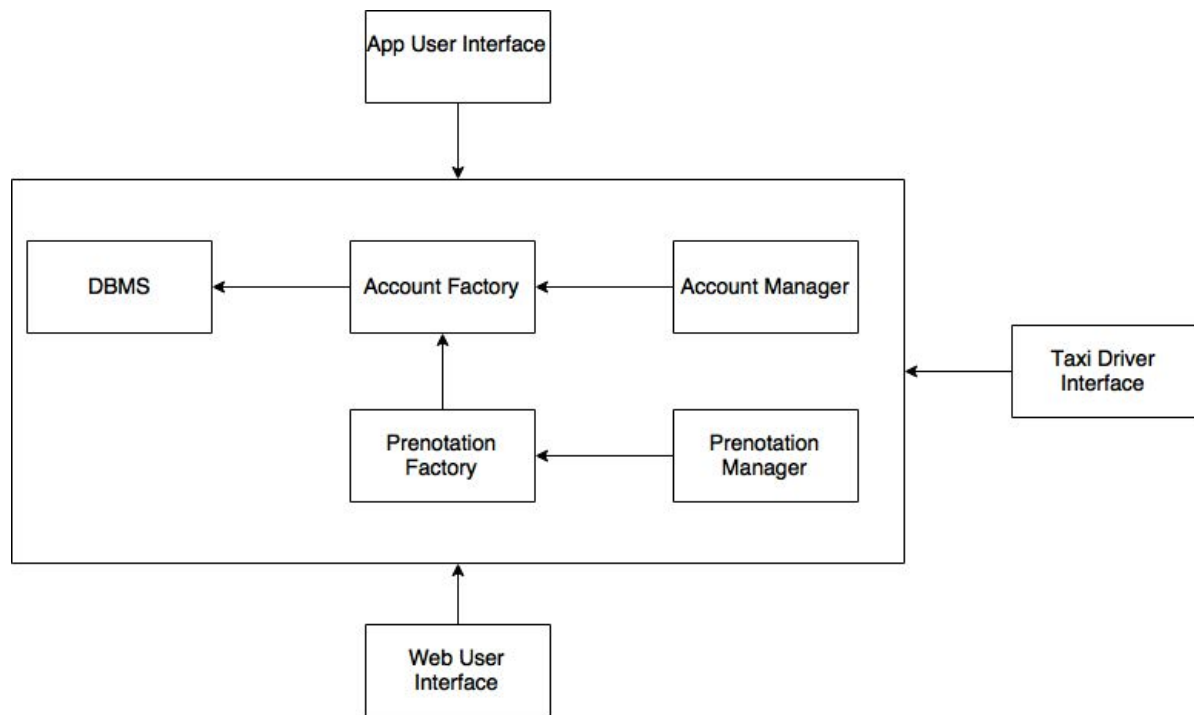 App User Interface
DBMS
Account Factory
Account Manager
Taxi Driver
Interface
Prenotation
Factory
Prenotation
Manager
Web User
Interface